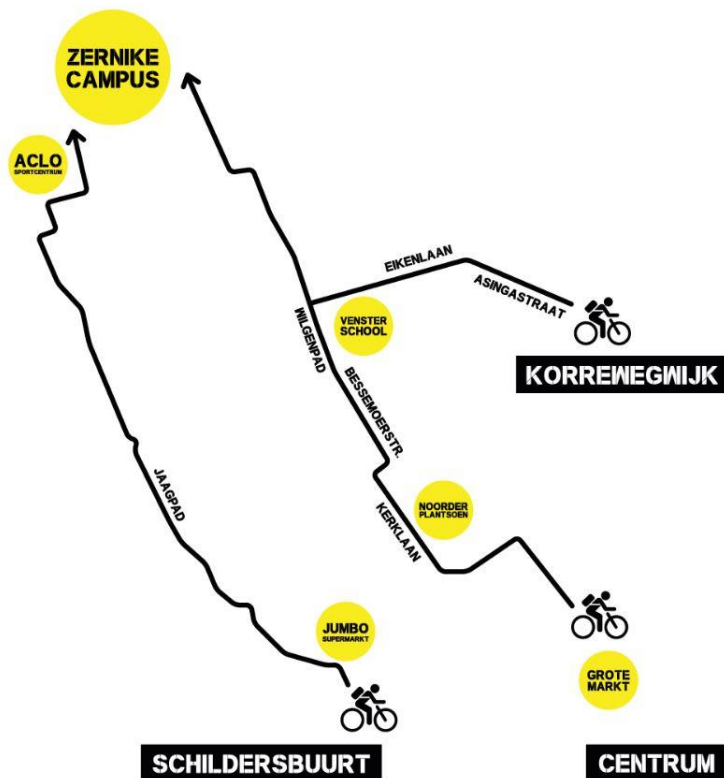 ZERNIKE
CAMPUS
ACLO
SPORTCENTRUM
EIKENLAAN
ASINGASTRAAT
VENSTER
SCHOOL
WILGENPAD
KORREWEGWIJK
BESSEMOERSTR.
JAAGPAD
NOORDER
PLANTSOEN
KERKLAAN
JUMBO
SUPERMARKT
GROTE
MARKT
SCHILDERSBUURT
CENTRUM